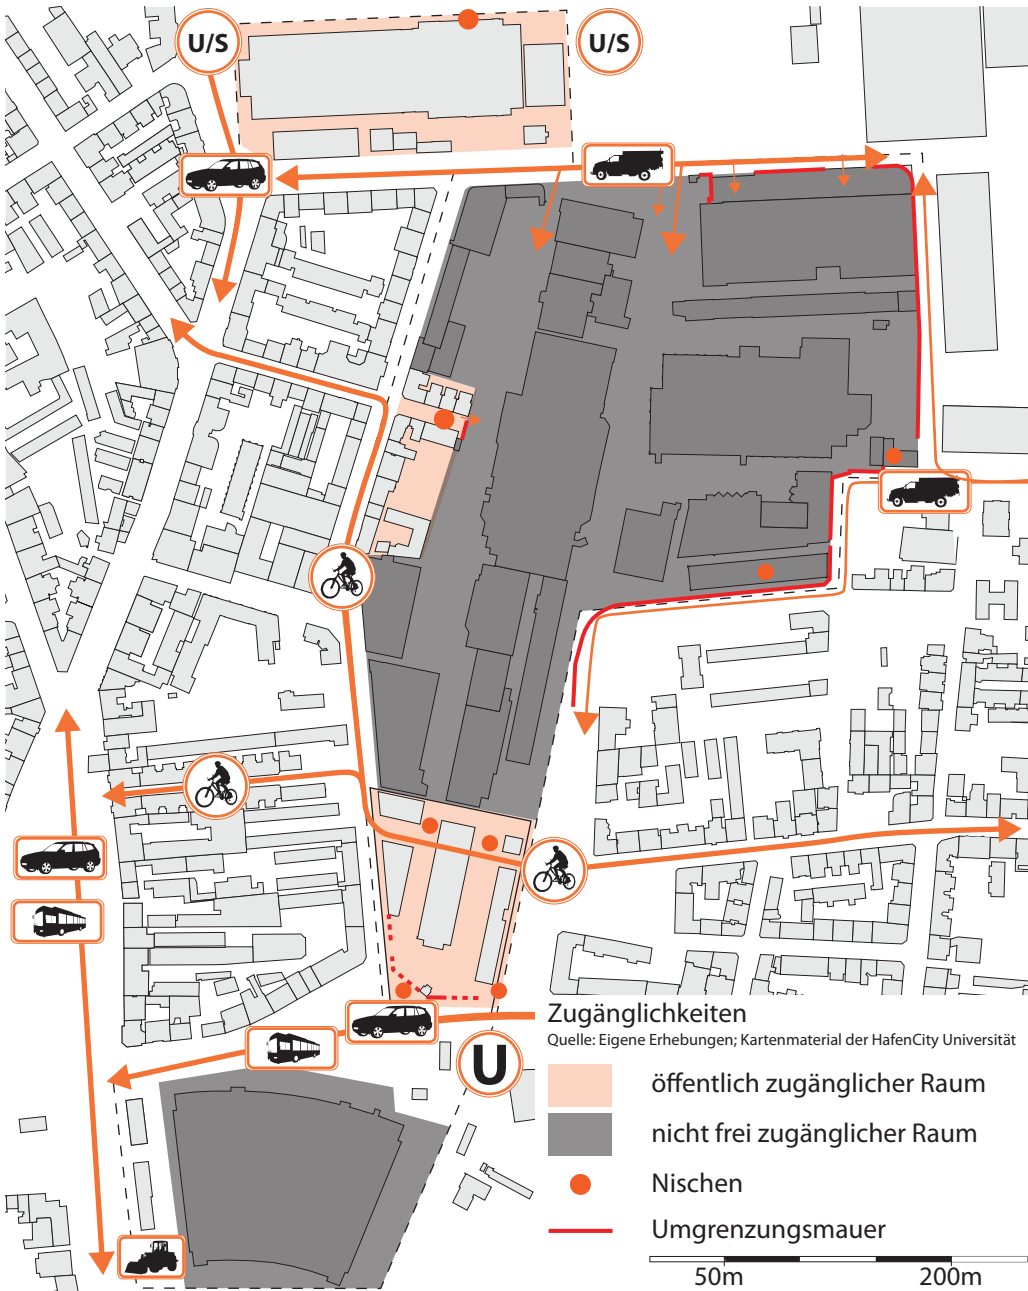 U/S
U/S
U
Zugänglichkeiten
Quelle: Eigene Erhebungen; Kartenmaterial der HafenCity Universität
öffentlich zugänglicher Raum
nicht frei zugänglicher Raum
Nischen
Umgrenzungsmauer
50m 200m